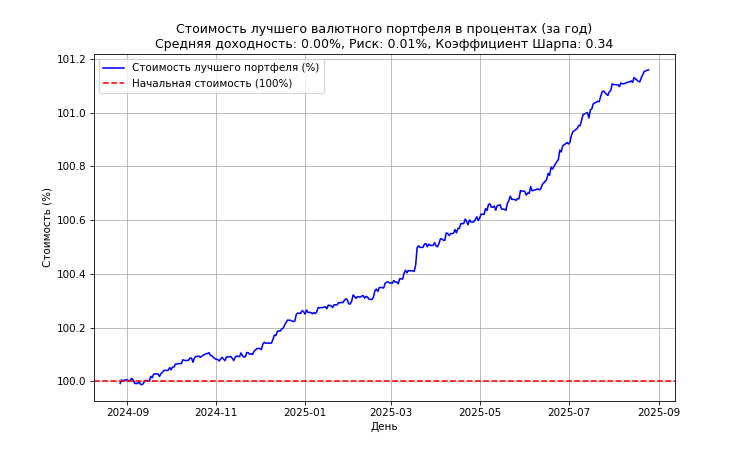 Стоимость лучшего валютного портфеля в процентах (за год)
Средняя доходность: 0.00%, Риск: 0.01%, Коэффициент Шарпа: 0.34
Стоимость лучшего портфеля (%)
Начальная стоимость (100%)
Стоимость (%)
101.2
101.0
100.8
100.6
100.4
100.2
100.0
2024-09
2024-11
2025-01
2025-03
2025-05
2025-07
2025-09
День